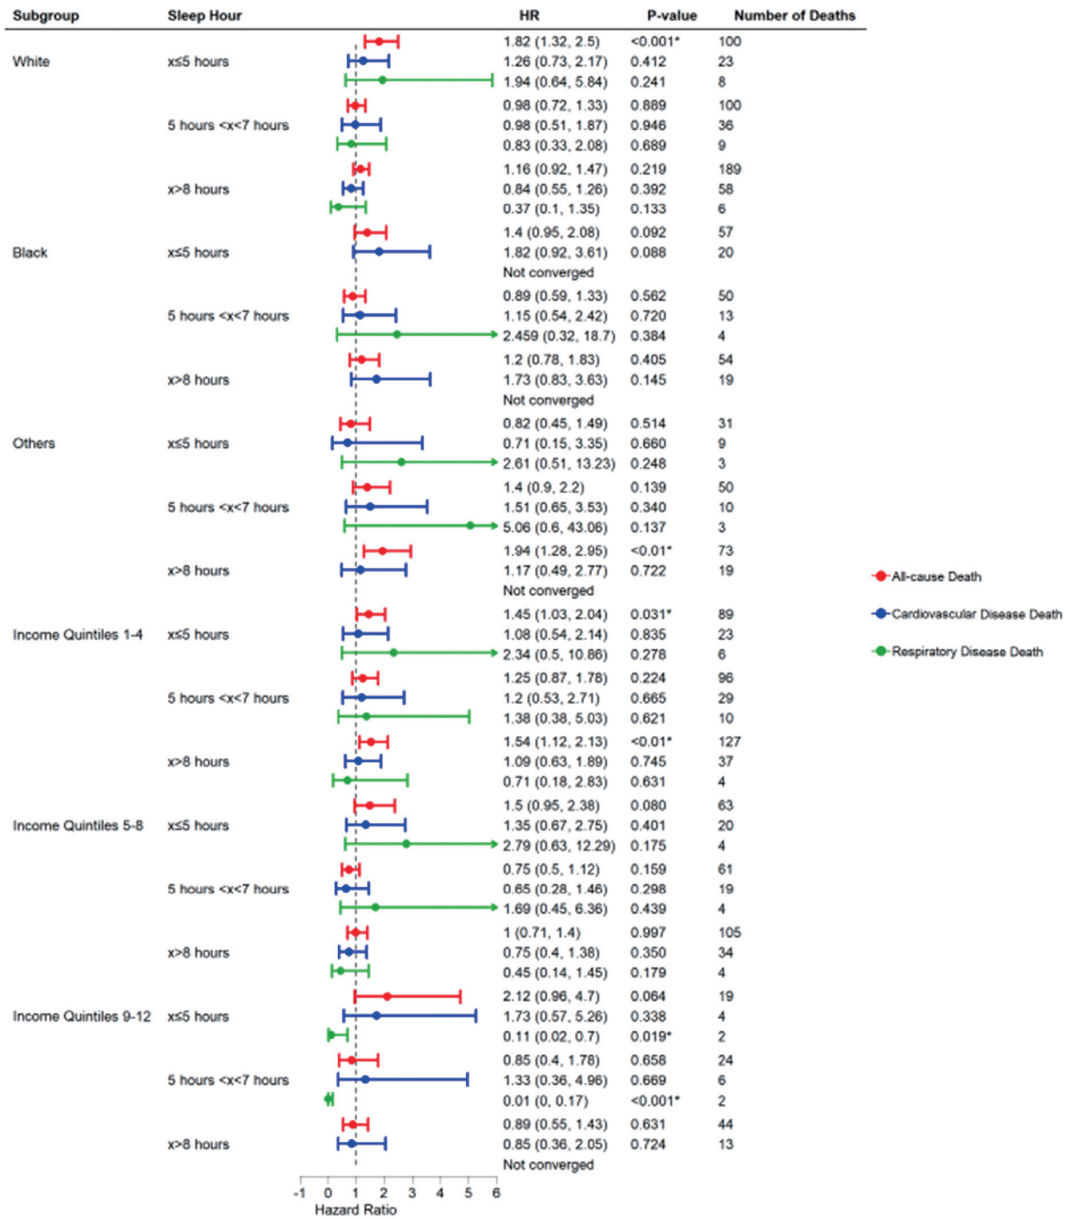 Subgroup Sleep Hour HR P-value Number of Deaths
1.82 (1.32, 2.5) <0.001* 100
White x≤5 hours 1.26 (0.73, 2.17) 0.412 23
1.94 (0.64, 5.84) 0.241 8
0.98 (0.72, 1.33) 0.889 100
5 hours <x<7 hours 0.98 (0.51, 1.87) 0.946 36
0.83 (0.33, 2.08) 0.689 9
1.16 (0.92, 1.47) 0.219 189
x>8 hours 0.84 (0.55, 1.26) 0.392 58
0.37 (0.1, 1.35) 0.133 6
1.4 (0.95, 2.08) 0.092 57
Black x≤5 hours 1.82 (0.92, 3.61) 0.088 20
Not converged
0.89 (0.59, 1.33) 0.562 50
5 hours <x<7 hours 1.15 (0.54, 2.42) 0.720 13
2.459 (0.32, 18.7) 0.384 4
1.2 (0.78, 1.83) 0.405 54
x>8 hours 1.73 (0.83, 3.63) 0.145 19
Not converged
0.82 (0.45, 1.49) 0.514 31
Others x≤5 hours 0.71 (0.15, 3.35) 0.660 9
2.61 (0.51, 13.23) 0.248 3
1.4 (0.9, 2.2) 0.139 50
5 hours <x<7 hours 1.51 (0.65, 3.53) 0.340 10
5.06 (0.6, 43.06) 0.137 3
1.94 (1.28, 2.95) <0.01* 73
x>8 hours 1.17 (0.49, 2.77) 0.722 19
Not converged
All-cause Death
Cardiovascular Disease Death
Respiratory Disease Death
1.45 (1.03, 2.04) 0.031* 89
Income Quintiles 1-4 x≤5 hours 1.08 (0.54, 2.14) 0.835 23
2.34 (0.5, 10.86) 0.278 6
1.25 (0.87, 1.78) 0.224 96
5 hours <x<7 hours 1.2 (0.53, 2.71) 0.665 29
1.38 (0.38, 5.03) 0.621 10
1.54 (1.12, 2.13) <0.01* 127
x>8 hours 1.09 (0.63, 1.89) 0.745 37
0.71 (0.18, 2.83) 0.631 4
1.5 (0.95, 2.38) 0.080 63
Income Quintiles 5-8 x≤5 hours 1.35 (0.67, 2.75) 0.401 20
2.79 (0.63, 12.29) 0.175 4
0.75 (0.5, 1.12) 0.159 61
5 hours <x<7 hours 0.65 (0.28, 1.46) 0.298 19
1.69 (0.45, 6.36) 0.439 4
1 (0.71, 1.4) 0.997 105
x>8 hours 0.75 (0.4, 1.38) 0.350 34
0.45 (0.14, 1.45) 0.179 4
2.12 (0.96, 4.7) 0.064 19
Income Quintiles 9-12 x≤5 hours 1.73 (0.57, 5.26) 0.338 4
0.11 (0.02, 0.7) 0.019* 2
0.85 (0.4, 1.78) 0.658 24
5 hours <x<7 hours 1.33 (0.36, 4.96) 0.669 6
0.01 (0, 0.17) <0.001* 2
0.89 (0.55, 1.43) 0.631 44
x>8 hours 0.85 (0.36, 2.05) 0.724 13
Not converged
-1 0 1 2 3 4 5 6
Hazard Ratio